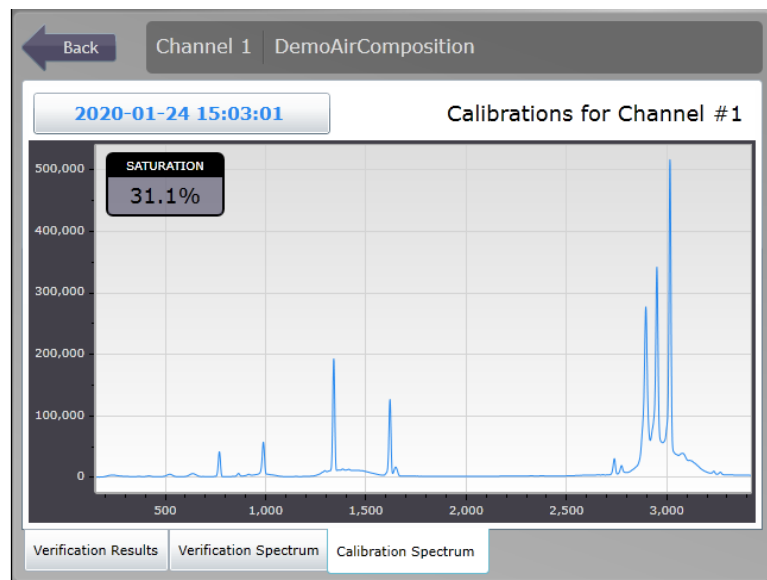 Back
Channel 1 DemoAirComposition
2020-01-24 15:03:01
Calibrations for Channel #1
SATURATION
31.1%
500,000
400,000
300,000
200,000
100,000
0
500 1,000 1,500 2,000 2,500 3,000
Verification Results Verification Spectrum Calibration Spectrum